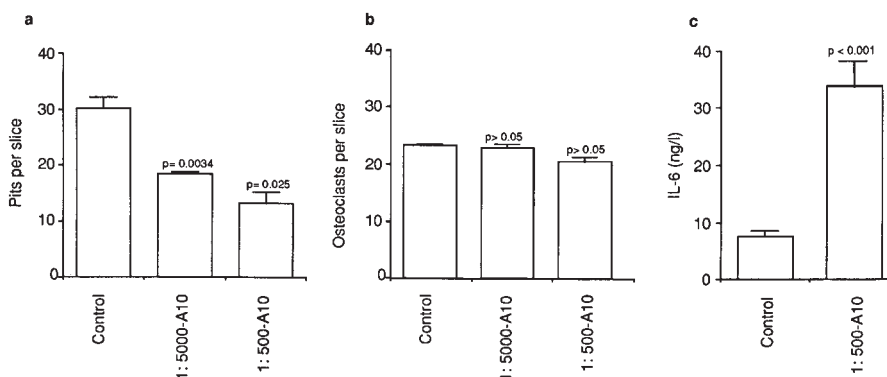 a
Pits per slice
40
30
20
10
0
p= 0.0034
p= 0.025
Control
1: 5000-A10
1: 500-A10
b
Osteoclasts per slice
40
30
20
10
0
p> 0.05
p> 0.05
Control
1: 5000-A10
1: 500-A10
c
IL-6 (ng/l)
40
30
20
10
0
p < 0.001
Control
1: 500-A10